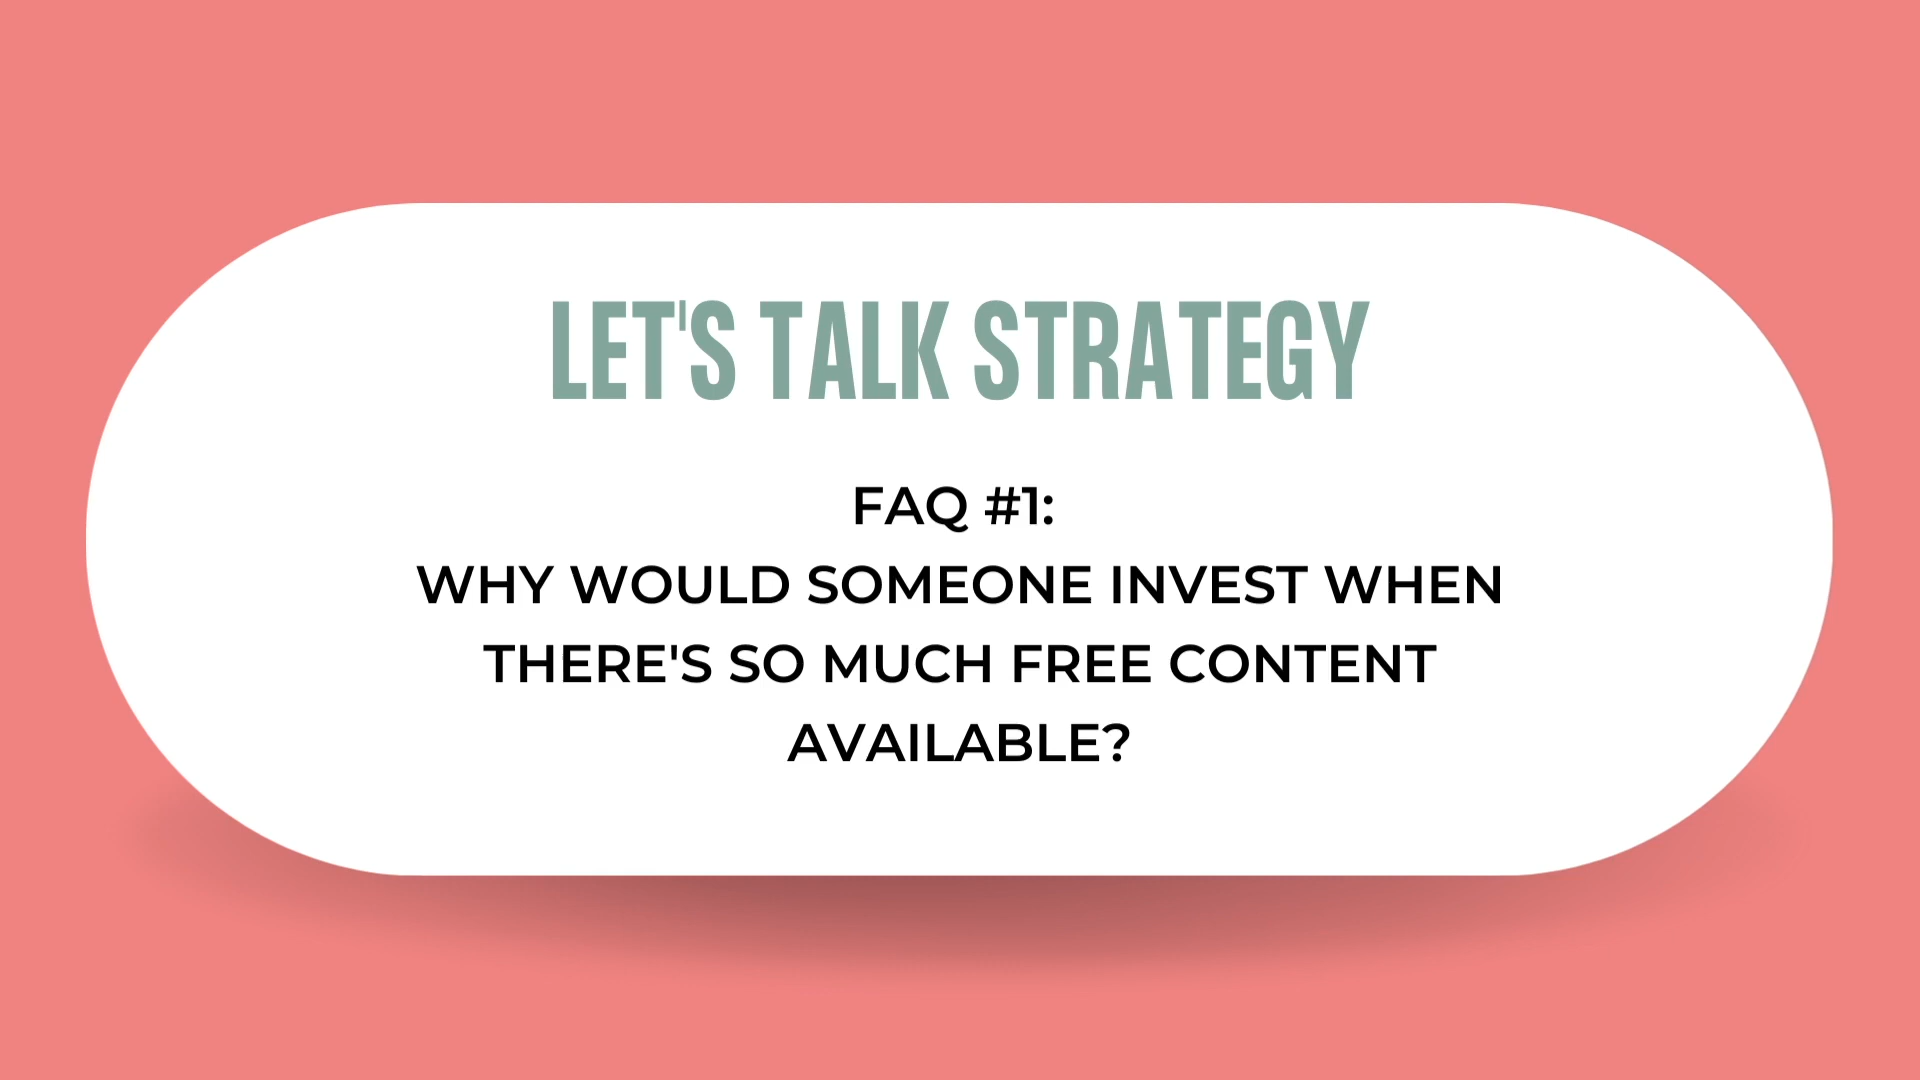 LET'S TALK STRATEGY
FAQ #1:
WHY WOULD SOMEONE INVEST WHEN
THERE'S SO MUCH FREE CONTENT
AVAILABLE?